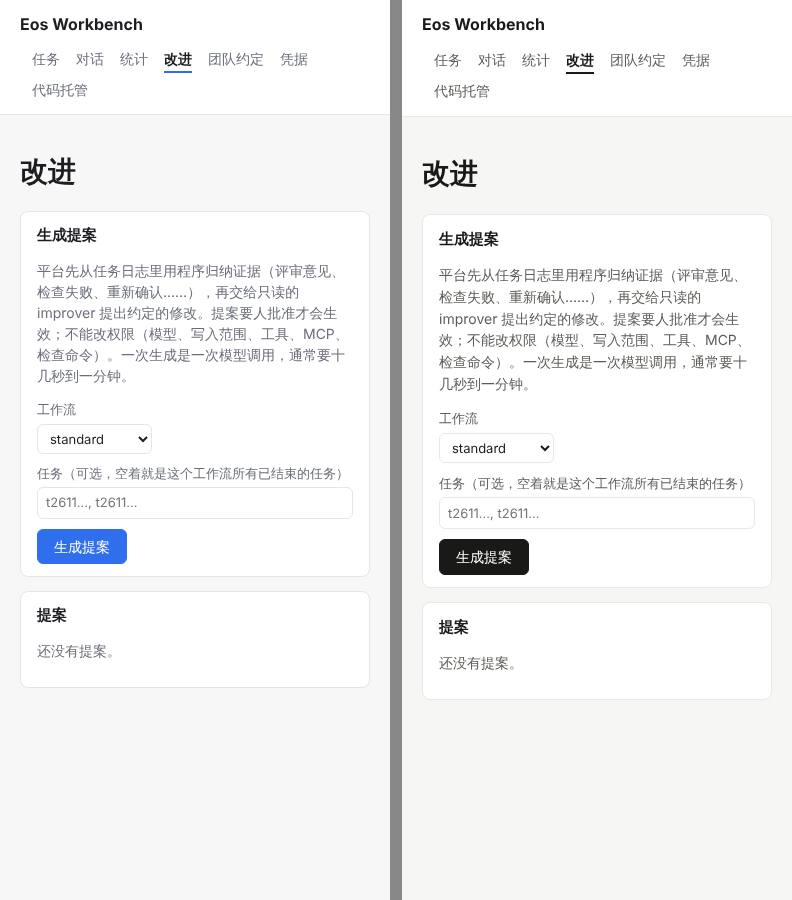 Eos Workbench
任务 对话 统计 改进 团队约定 凭据
代码托管
改进
生成提案
平台先从任务日志里用程序归纳证据（评审意见、
检查失败、重新确认……），再交给只读的
improver 提出约定的修改。提案要人批准才会生
效；不能改权限（模型、写入范围、工具、MCP、
检查命令）。一次生成是一次模型调用，通常要十
几秒到一分钟。
工作流
standard
任务（可选，空着就是这个工作流所有已结束的任务）
t2611…, t2611…
生成提案
提案
还没有提案。
Eos Workbench
任务 对话 统计 改进 团队约定 凭据
代码托管
改进
生成提案
平台先从任务日志里用程序归纳证据（评审意见、
检查失败、重新确认……），再交给只读的
improver 提出约定的修改。提案要人批准才会生
效；不能改权限（模型、写入范围、工具、MCP、
检查命令）。一次生成是一次模型调用，通常要十
几秒到一分钟。
工作流
standard
任务（可选，空着就是这个工作流所有已结束的任务）
t2611…, t2611…
生成提案
提案
还没有提案。